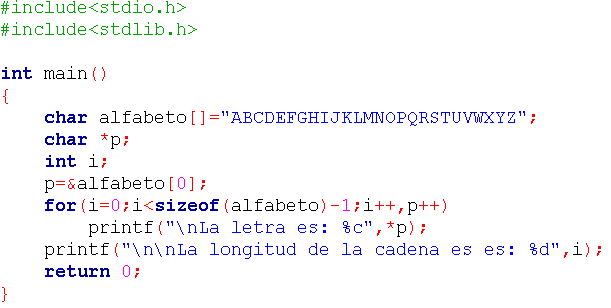 #include<stdio.h>
#include<stdlib.h>
int main()
{
char alfabeto[]="ABCDEFGHIJKLMNOPQRSTUVWXYZ";
char *p;
int i;
p=&alfabeto[0];
for(i=0;i<sizeof(alfabeto)-1;i++,p++)
printf("\nLa letra es: %c",*p);
printf("\n\nLa longitud de la cadena es es: %d",i);
return 0;
}